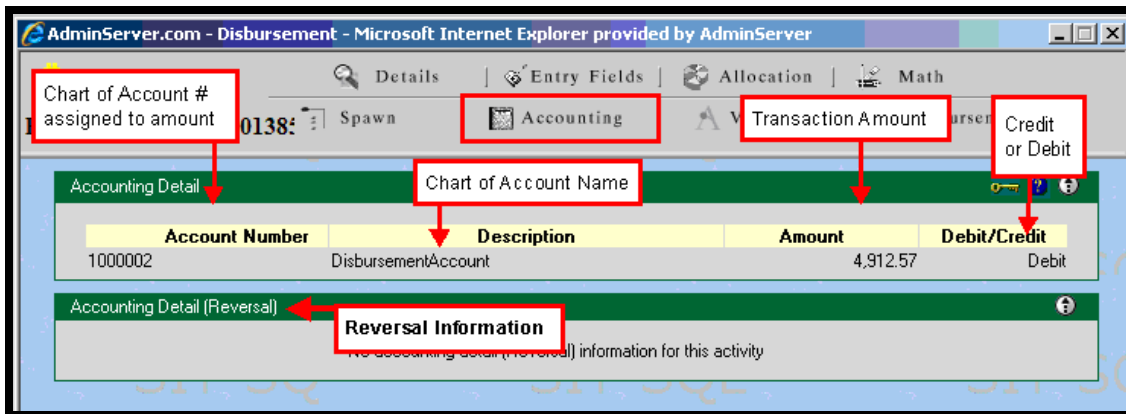 AdminServer.com - Disbursement - Microsoft Internet Explorer provided by AdminServer
Details | Entry Fields | Allocation | Math
Chart of Account #
assigned to amount
Spawn
Accounting
Transaction Amount
Credit
or Debit
Accounting Detail
Chart of Account Name
Account Number Description Amount Debit/Credit
1000002 DisbursementAccount 4,912.57 Debit
Accounting Detail (Reversal)
Reversal Information
information for this activity